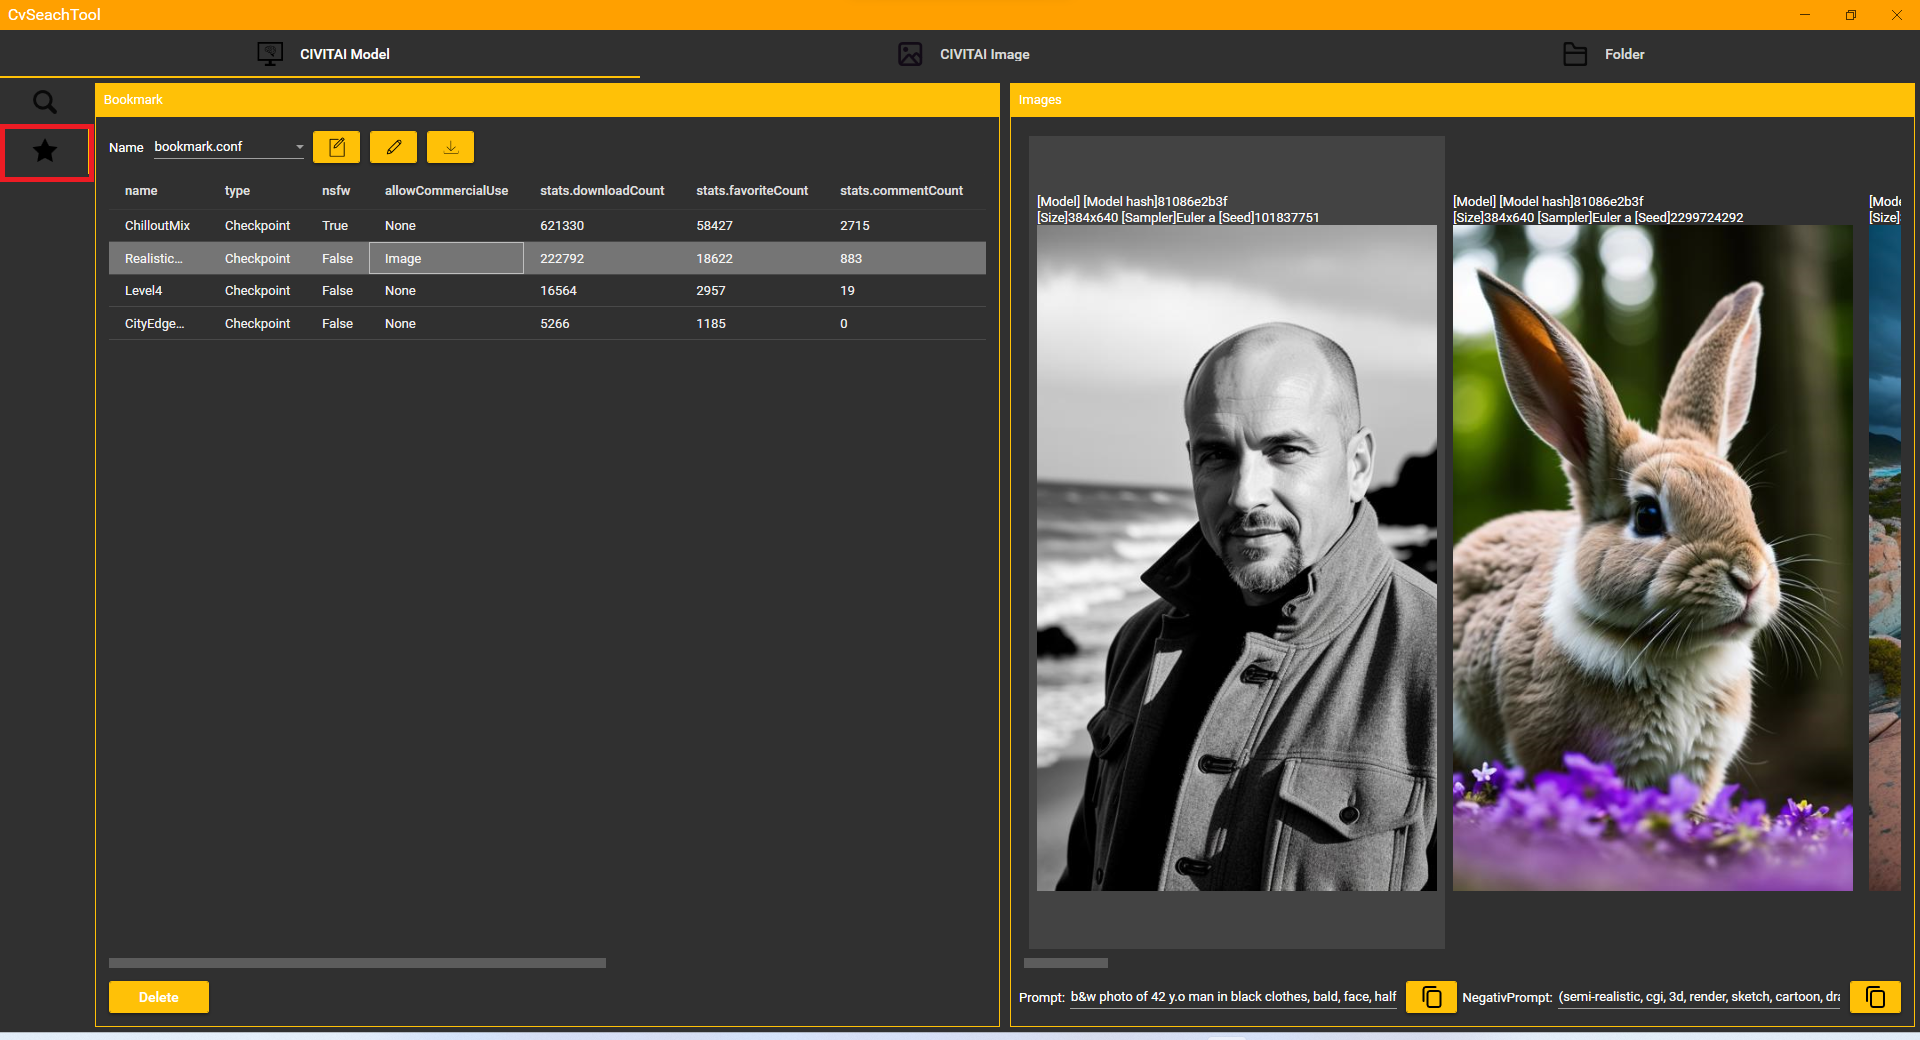 CvSeachTool
CIVITAI Model
CIVITAI Image
Folder
Bookmark
Name bookmark.conf
name type nsfw allowCommercialUse stats.downloadCount stats.favoriteCount stats.commentCount
ChilloutMix Checkpoint True None 621330 58427 2715
Realistic... Checkpoint False Image 222792 18622 883
Level4 Checkpoint False None 16564 2957 19
CityEdge... Checkpoint False None 5266 1185 0
Delete
Images
[Model] [Model hash]81086e2b3f
[Size]384x640 [Sampler]Euler a [Seed]101837751
[Model] [Model hash]81086e2b3f
[Size]384x640 [Sampler]Euler a [Seed]2299724292
[Mode
[Size]
Prompt: b&w photo of 42 y.o man in black clothes, bald, face, half
NegativPrompt: (semi-realistic, cgi, 3d, render, sketch, cartoon, dra